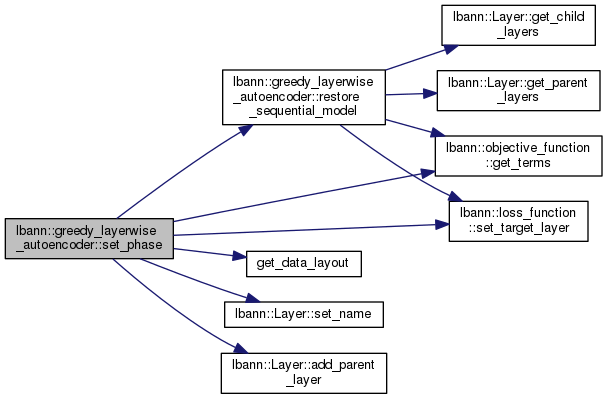 lbann::Layer::get_child
_layers
lbann::greedy_layerwise
_autoencoder::restore
_sequential_model
lbann::Layer::get_parent
_layers
lbann::objective_function
::get_terms
lbann::loss_function
::set_target_layer
lbann::greedy_layerwise
_autoencoder::set_phase
get_data_layout
lbann::Layer::set_name
lbann::Layer::add_parent
_layer